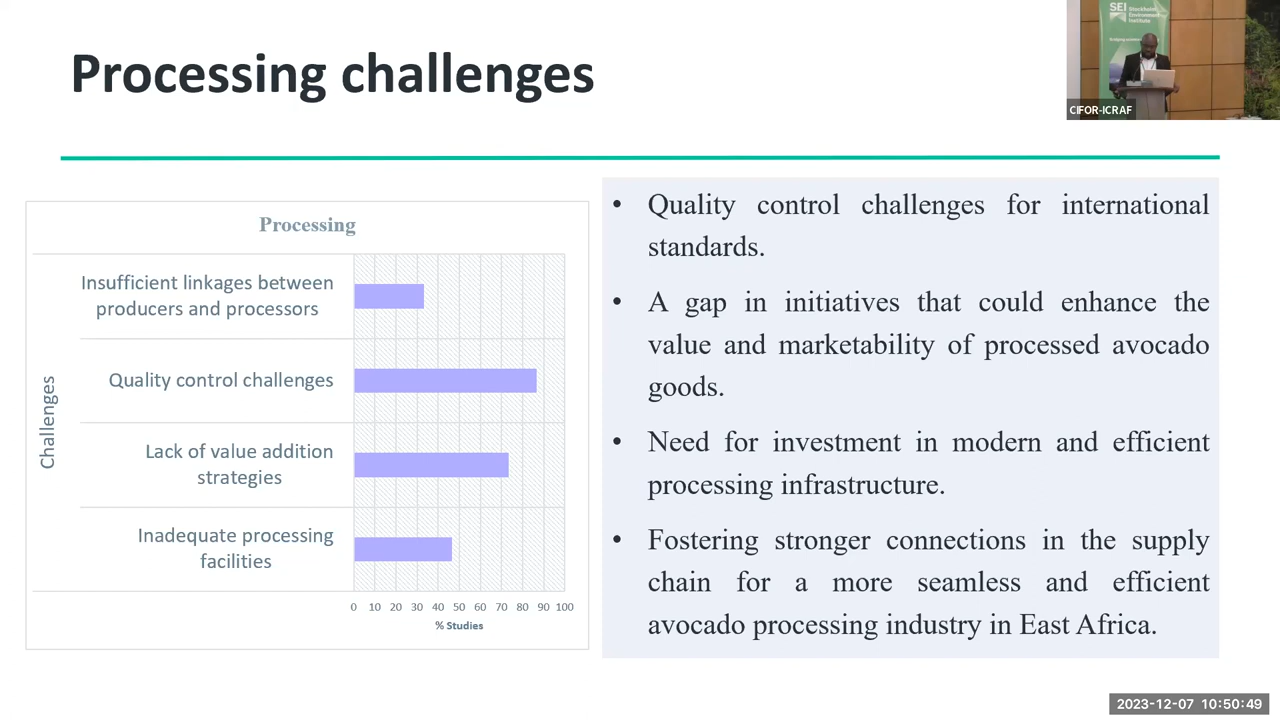 Processing challenges
SEI Stockholm
Environment
Institute
CIFOR-ICRAF
Processing
Challenges
Insufficient linkages between
producers and processors
Quality control challenges
Lack of value addition
strategies
Inadequate processing
facilities
0 10 20 30 40 50 60 70 80 90 100
% Studies
• Quality control challenges for international
standards.
• A gap in initiatives that could enhance the
value and marketability of processed avocado
goods.
• Need for investment in modern and efficient
processing infrastructure.
• Fostering stronger connections in the supply
chain for a more seamless and efficient
avocado processing industry in East Africa.
2023-12-07 10:50:49